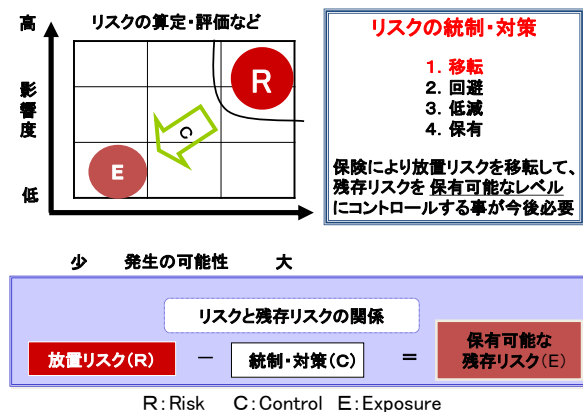 高
リスクの算定・評価など
影響度
低
R
C
E
少 発生の可能性 大
リスクの統制・対策
1. 移転
2. 回避
3. 低減
4. 保有
保険により放置リスクを移転して、
残存リスクを 保有可能なレベル
にコントロールする事が今後必要
リスクと残存リスクの関係
放置リスク(R) － 統制・対策(C) ＝ 保有可能な
残存リスク(E)
R:Risk C:Control E:Exposure